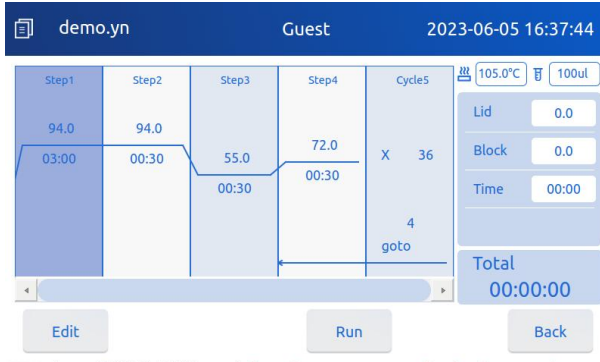 demo.yn Guest 2023-06-05 16:37:44
Step1 Step2 Step3 Step4 Cycle5 105.0°C 100ul
94.0 94.0 55.0 72.0 X 36
03:00 00:30 00:30 00:30
4
goto
Lid 0.0
Block 0.0
Time 00:00
Total
00:00:00
Edit Run Back